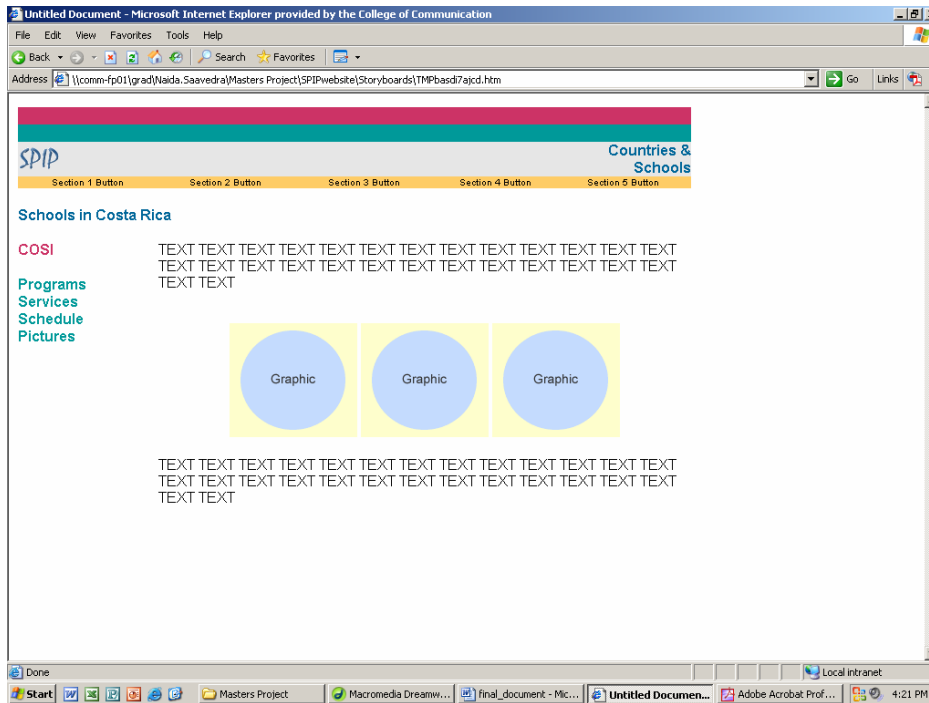 Untitled Document - Microsoft Internet Explorer provided by the College of Communication
File Edit View Favorites Tools Help
Back Search Favorites
Address \\comm-fp01\grad\Naida.Saavedra\Masters Project\SPIPwebsite\Storyboards\TMPbasdi7ajcd.htm Go Links
SPIP
Countries &
Schools
Section 1 Button Section 2 Button Section 3 Button Section 4 Button Section 5 Button
Schools in Costa Rica
COSI
Programs
Services
Schedule
Pictures
TEXT TEXT TEXT TEXT TEXT TEXT TEXT TEXT TEXT TEXT TEXT TEXT TEXT
TEXT TEXT TEXT TEXT TEXT TEXT TEXT TEXT TEXT TEXT TEXT TEXT TEXT
TEXT TEXT
Graphic Graphic Graphic
TEXT TEXT TEXT TEXT TEXT TEXT TEXT TEXT TEXT TEXT TEXT TEXT TEXT
TEXT TEXT TEXT TEXT TEXT TEXT TEXT TEXT TEXT TEXT TEXT TEXT TEXT
TEXT TEXT
Done Local intranet
Start Masters Project Macromedia Dreamw... final_document - Mic... Untitled Documen... Adobe Acrobat Prof... 4:21 PM